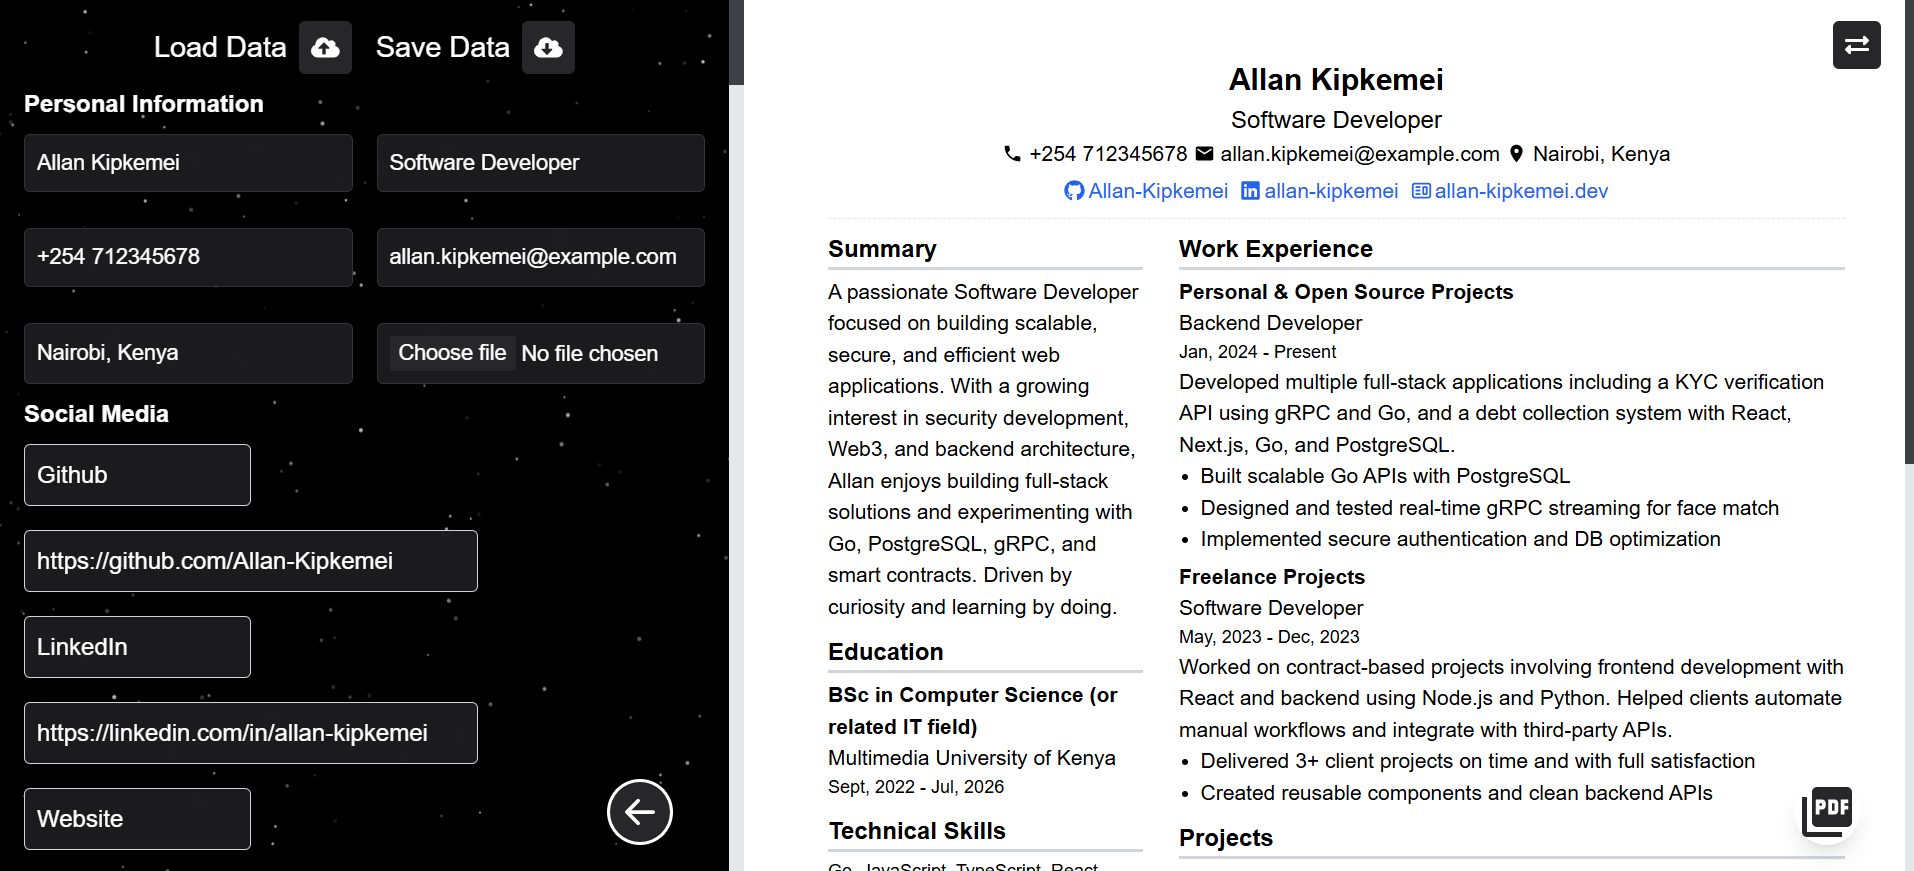 Load Data
Save Data
Personal Information
Allan Kipkemei
Software Developer
+254 712345678
allan.kipkemei@example.com
Nairobi, Kenya
Choose file No file chosen
Social Media
Github
https://github.com/Allan-Kipkemei
LinkedIn
https://linkedin.com/in/allan-kipkemei
Website
Allan Kipkemei
Software Developer
+254 712345678 allan.kipkemei@example.com Nairobi, Kenya
Allan-Kipkemei allan-kipkemei allan-kipkemei.dev
Summary
A passionate Software Developer
focused on building scalable,
secure, and efficient web
applications. With a growing
interest in security development,
Web3, and backend architecture,
Allan enjoys building full-stack
solutions and experimenting with
Go, PostgreSQL, gRPC, and
smart contracts. Driven by
curiosity and learning by doing.
Education
BSc in Computer Science (or
related IT field)
Multimedia University of Kenya
Sept, 2022 - Jul, 2026
Technical Skills
Go, JavaScript, TypeScript, React,
Work Experience
Personal & Open Source Projects
Backend Developer
Jan, 2024 - Present
Developed multiple full-stack applications including a KYC verification
API using gRPC and Go, and a debt collection system with React,
Next.js, Go, and PostgreSQL.
• Built scalable Go APIs with PostgreSQL
• Designed and tested real-time gRPC streaming for face match
• Implemented secure authentication and DB optimization
Freelance Projects
Software Developer
May, 2023 - Dec, 2023
Worked on contract-based projects involving frontend development with
React and backend using Node.js and Python. Helped clients automate
manual workflows and integrate with third-party APIs.
• Delivered 3+ client projects on time and with full satisfaction
• Created reusable components and clean backend APIs
Projects
PDF